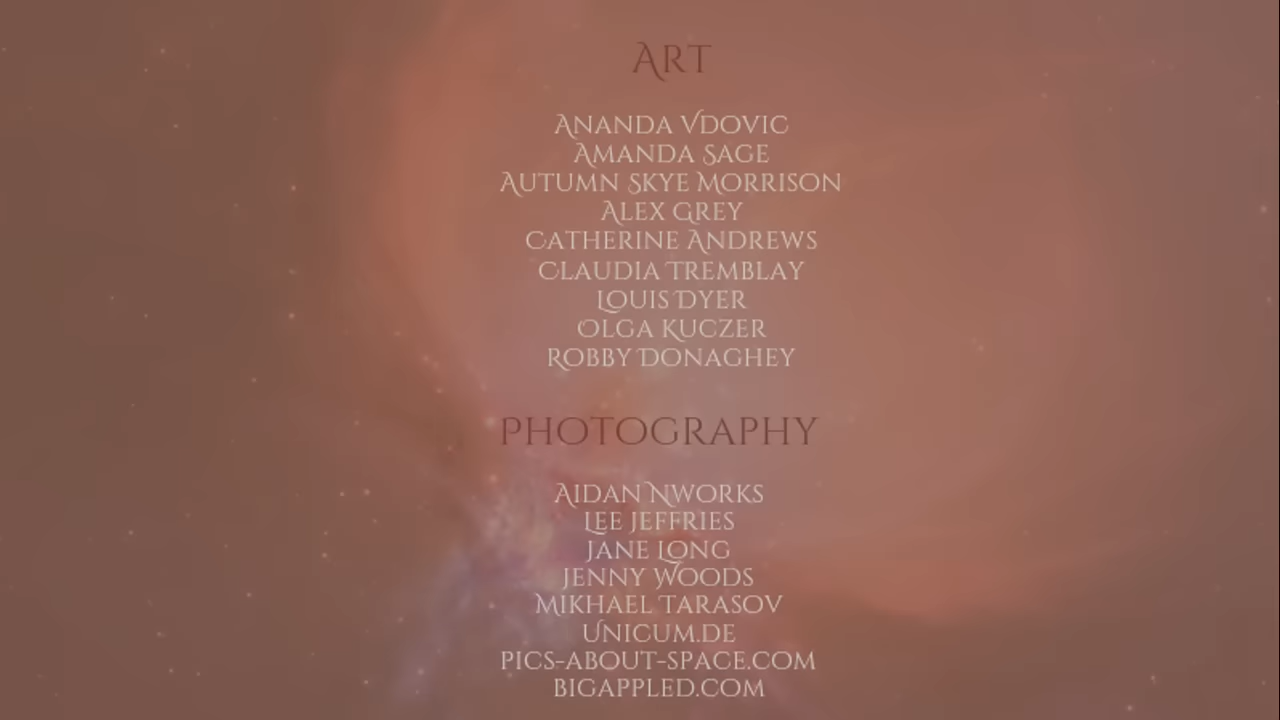 Art
Ananda Vdovic
Amanda Sage
Autumn Skye Morrison
Alex Grey
Catherine Andrews
Claudia Tremblay
Louis Dyer
Olga Kuczer
Robby Donaghey
Photography
Aidan Nworks
Lee Jeffries
Jane Long
Jenny Woods
Mikhael Tarasov
Unicum.de
pics-about-space.com
bigappled.com